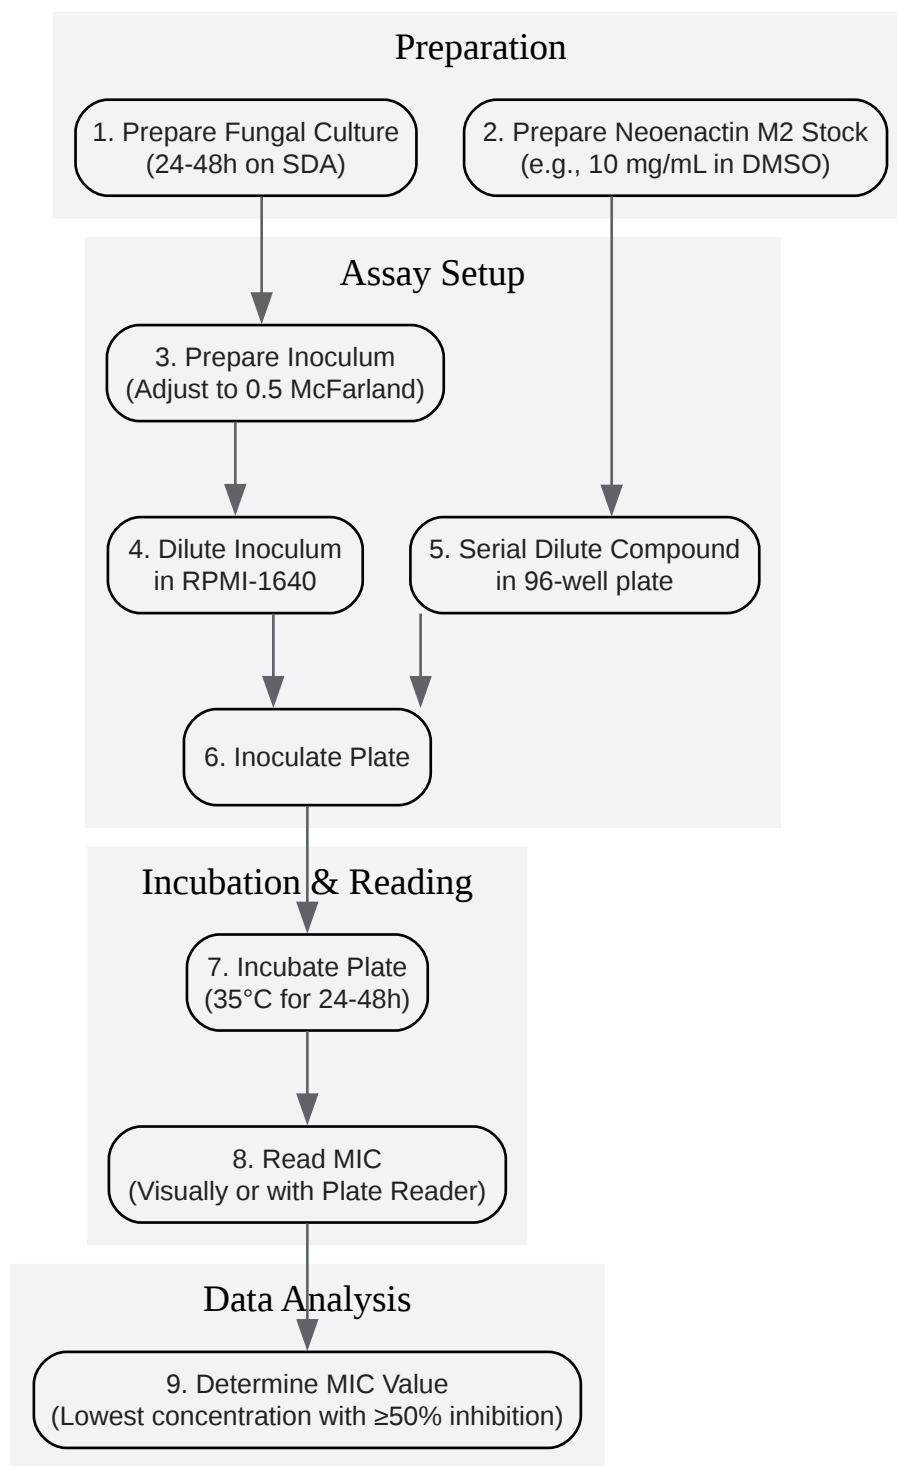 Preparation
1. Prepare Fungal Culture
(24-48h on SDA)
2. Prepare Neoenactin M2 Stock
(e.g., 10 mg/mL in DMSO)
Assay Setup
3. Prepare Inoculum
(Adjust to 0.5 McFarland)
4. Dilute Inoculum
in RPMI-1640
5. Serial Dilute Compound
in 96-well plate
6. Inoculate Plate
Incubation & Reading
7. Incubate Plate
(35°C for 24-48h)
8. Read MIC
(Visually or with Plate Reader)
Data Analysis
9. Determine MIC Value
(Lowest concentration with ≥50% inhibition)